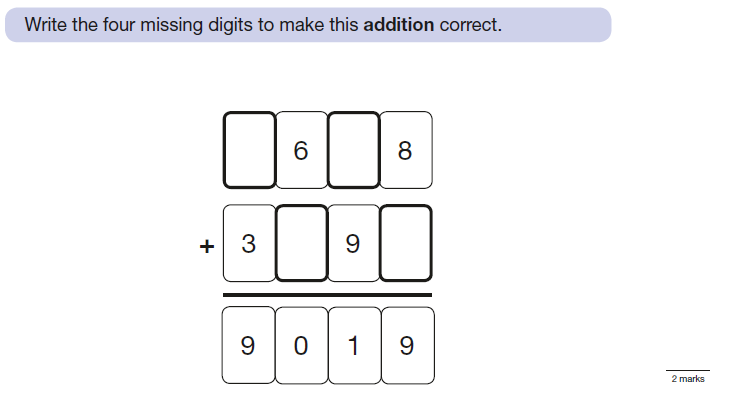 Write the four missing digits to make this addition correct.
6 8
+ 3 9
9 0 1 9
2 marks